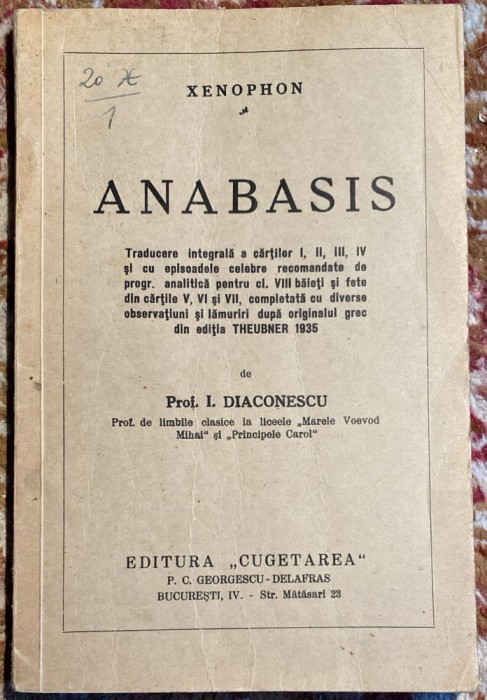 20
1
XENOPHON
ANABASIS
Traducere integrală a cărţilor I, II, III, IV
şi cu episoadele celebre recomandate de
progr. analitică pentru cl. VIII băieţi şi fete
din cărţile V, VI şi VII, completată cu diverse
observaţiuni şi lămuriri după originalul grec
din ediţia THEUBNER 1935
de
Prof. I. DIACONESCU
Prof. de limbile clasice la liceele „Marele Voevod
Mihai“ şi „Principele Carol“
EDITURA „CUGETAREA“
P. C. GEORGESCU-DELAFRAS
BUCUREŞTI, IV. - Str. Mătăsari 23